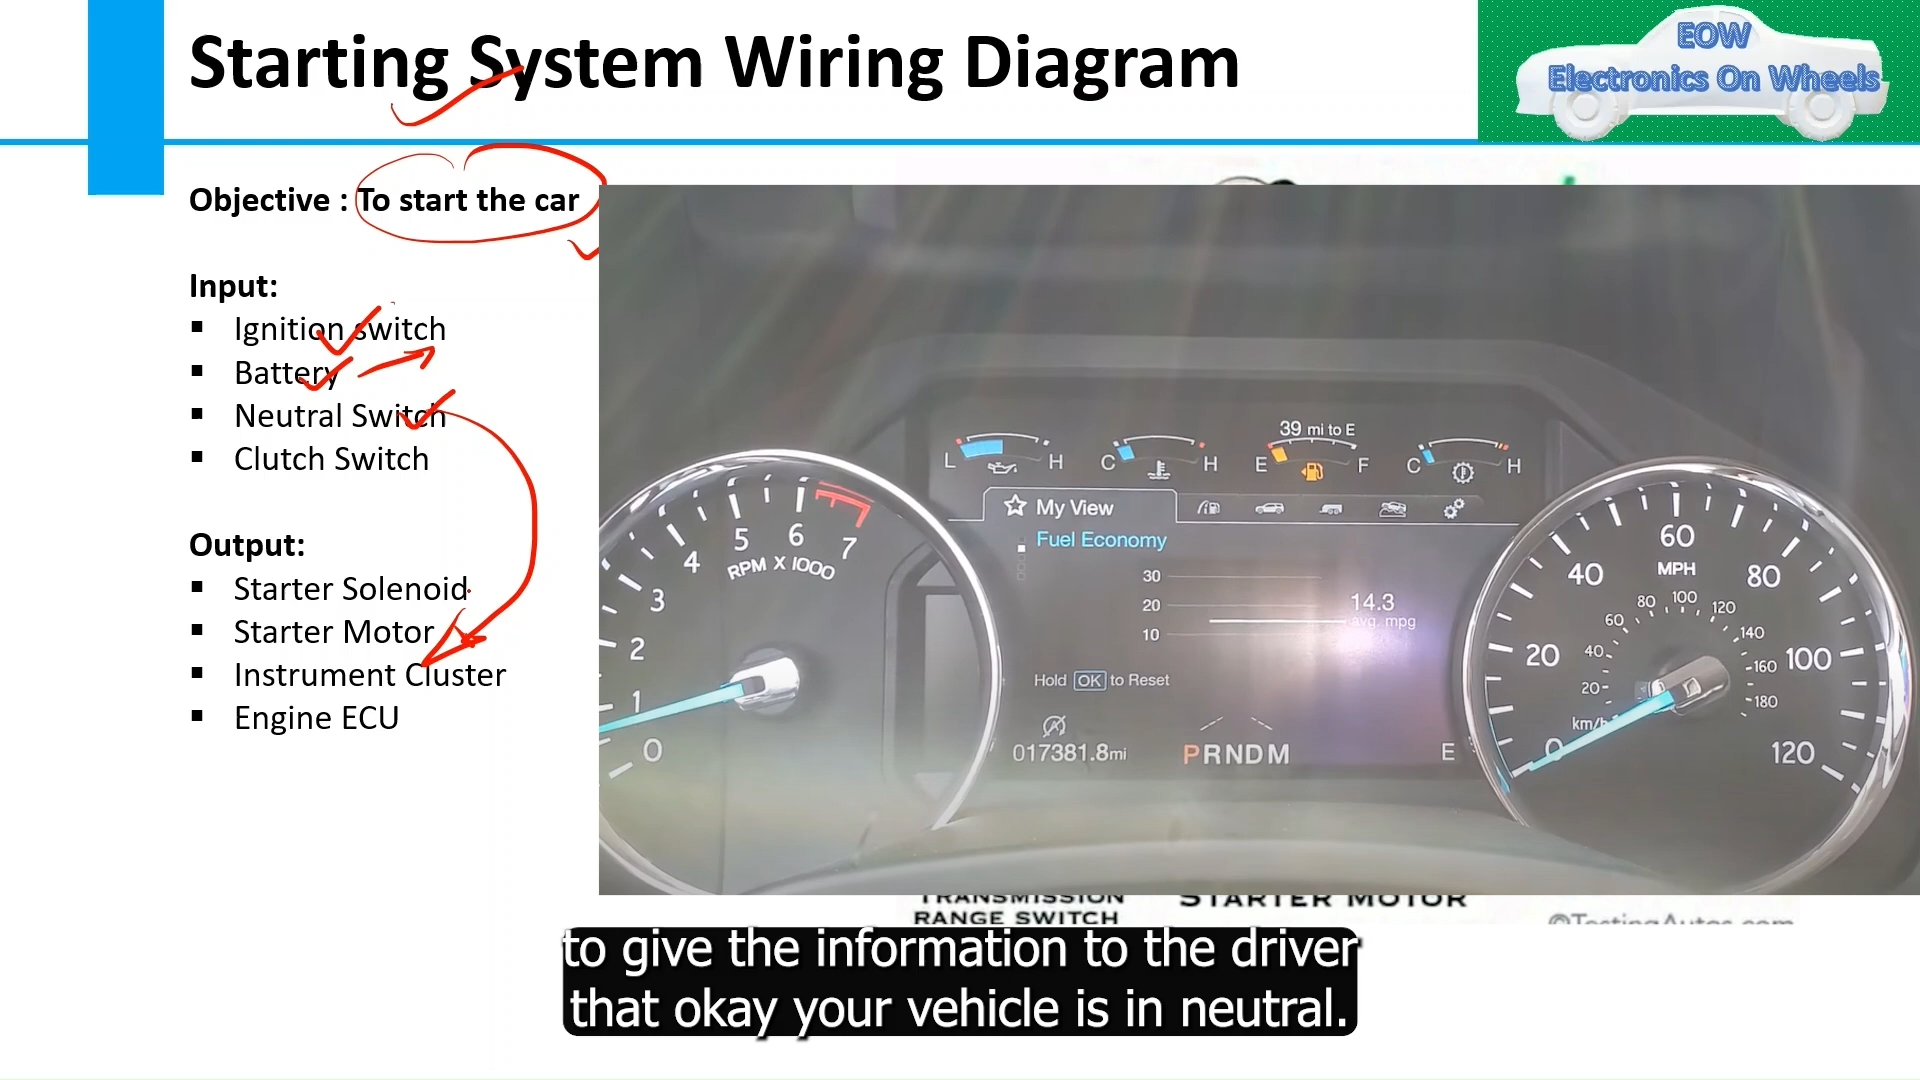 Starting System Wiring Diagram
EOW
Electronics On Wheels
Objective : To start the car
Input:
▪ Ignition switch
▪ Battery
▪ Neutral Switch
▪ Clutch Switch
Output:
▪ Starter Solenoid
▪ Starter Motor
▪ Instrument Cluster
▪ Engine ECU
39 mi to E
L H C H E F C H
My View
Fuel Economy
30
20
10
14.3
avg. mpg
Hold OK to Reset
017381.8mi
PRNDM
E
0 1 2 3 4 5 6 7
RPM X 1000
0 20 40 60 80 100 120
MPH
km/h
20 40 60 80 100 120 140 160 180
TRANSMISSION
RANGE SWITCH
STARTER MOTOR
©TestingAutos.com
to give the information to the driver
that okay your vehicle is in neutral.